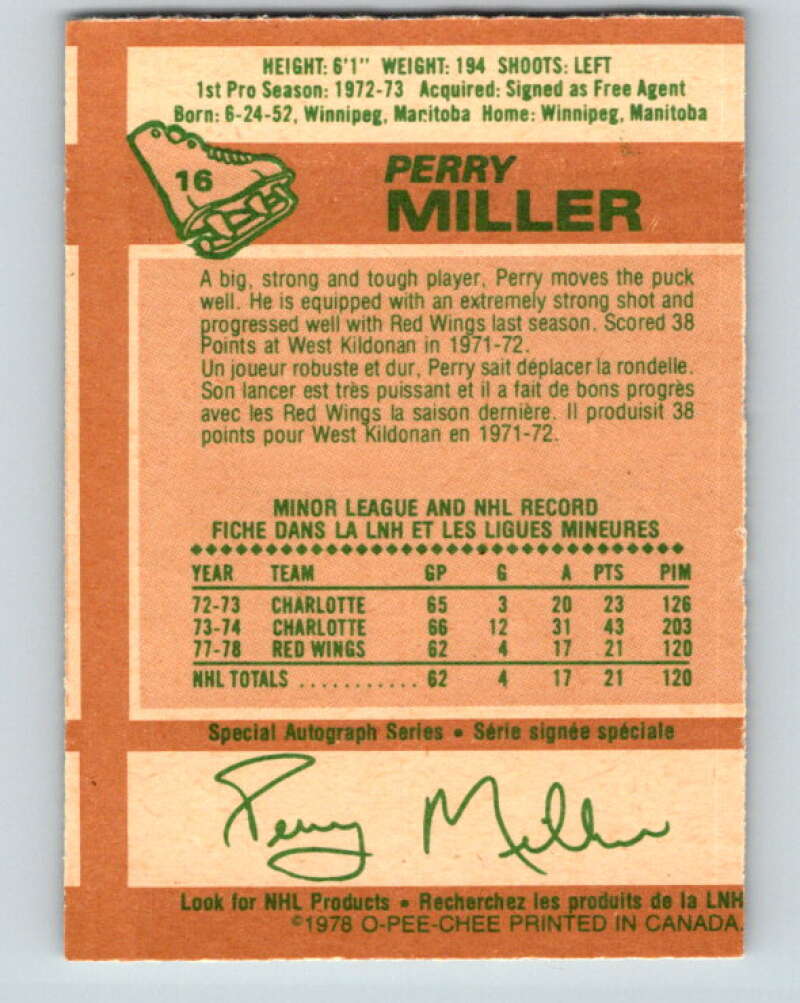 HEIGHT: 6'1" WEIGHT: 194 SHOOTS: LEFT
1st Pro Season: 1972-73 Acquired: Signed as Free Agent
Born: 6-24-52, Winnipeg, Manitoba Home: Winnipeg, Manitoba
16
PERRY
MILLER
A big, strong and tough player, Perry moves the puck
well. He is equipped with an extremely strong shot and
progressed well with Red Wings last season. Scored 38
Points at West Kildonan in 1971-72.
Un joueur robuste et dur, Perry sait déplacer la rondelle.
Son lancer est très puissant et il a fait de bons progrès
avec les Red Wings la saison dernière. Il produisit 38
points pour West Kildonan en 1971-72.
MINOR LEAGUE AND NHL RECORD
FICHE DANS LA LNH ET LES LIGUES MINEURES
YEAR TEAM GP G A PTS PIM
72-73 CHARLOTTE 65 3 20 23 126
73-74 CHARLOTTE 66 12 31 43 203
77-78 RED WINGS 62 4 17 21 120
NHL TOTALS ........... 62 4 17 21 120
Special Autograph Series • Série signée spéciale
Perry Miller
Look for NHL Products • Recherchez les produits de la LNH
©1978 O-PEE-CHEE PRINTED IN CANADA.